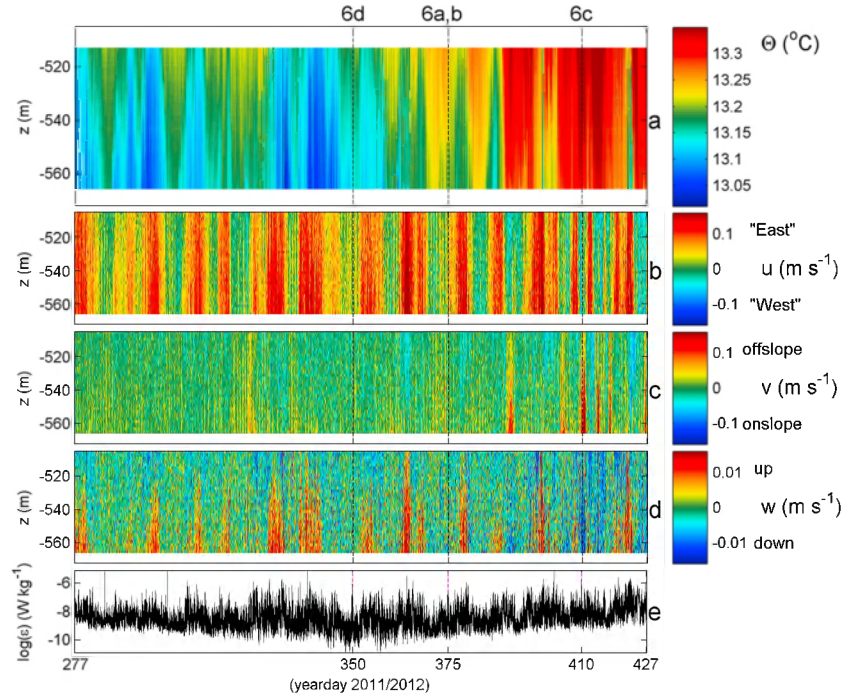 6d 6a,b 6c
Θ (°C)
z (m)
-520
-540
-560
a
13.3
13.25
13.2
13.15
13.1
13.05
z (m)
-520
-540
-560
b
0.1 "East"
0 u (m s⁻¹)
-0.1 "West"
z (m)
-520
-540
-560
c
0.1 offslope
0 v (m s⁻¹)
-0.1 onslope
z (m)
-520
-540
-560
d
0.01 up
0 w (m s⁻¹)
-0.01 down
log(ε) (W kg⁻¹)
-6
-8
-10
e
277 350 375 410 427
(yearday 2011/2012)